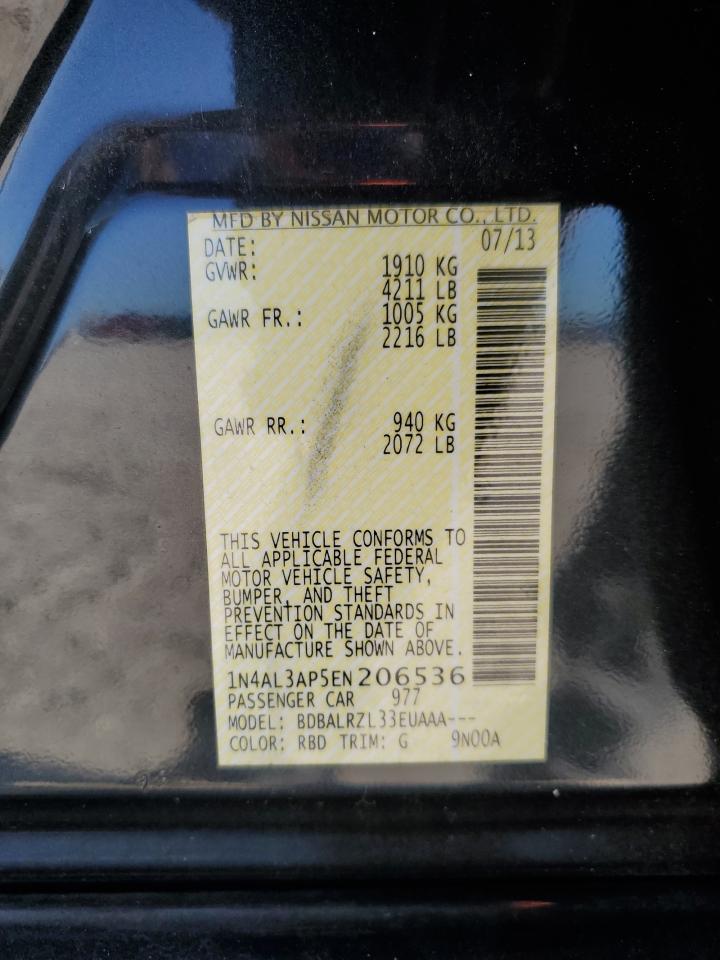 MFD BY NISSAN MOTOR CO., LTD.
DATE: 07/13
GVWR: 1910 KG
4211 LB
GAWR FR.: 1005 KG
2216 LB
GAWR RR.: 940 KG
2072 LB
THIS VEHICLE CONFORMS TO
ALL APPLICABLE FEDERAL
MOTOR VEHICLE SAFETY,
BUMPER, AND THEFT
PREVENTION STANDARDS IN
EFFECT ON THE DATE OF
MANUFACTURE SHOWN ABOVE.
1N4AL3AP5EN206536
PASSENGER CAR 977
MODEL: BDBALRZL33EUAAA---
COLOR: RBD TRIM: G 9N00A